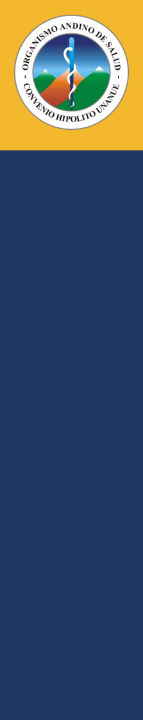 ORGANISMO ANDINO DE SALUD
CONVENIO HIPOLITO UNANUE